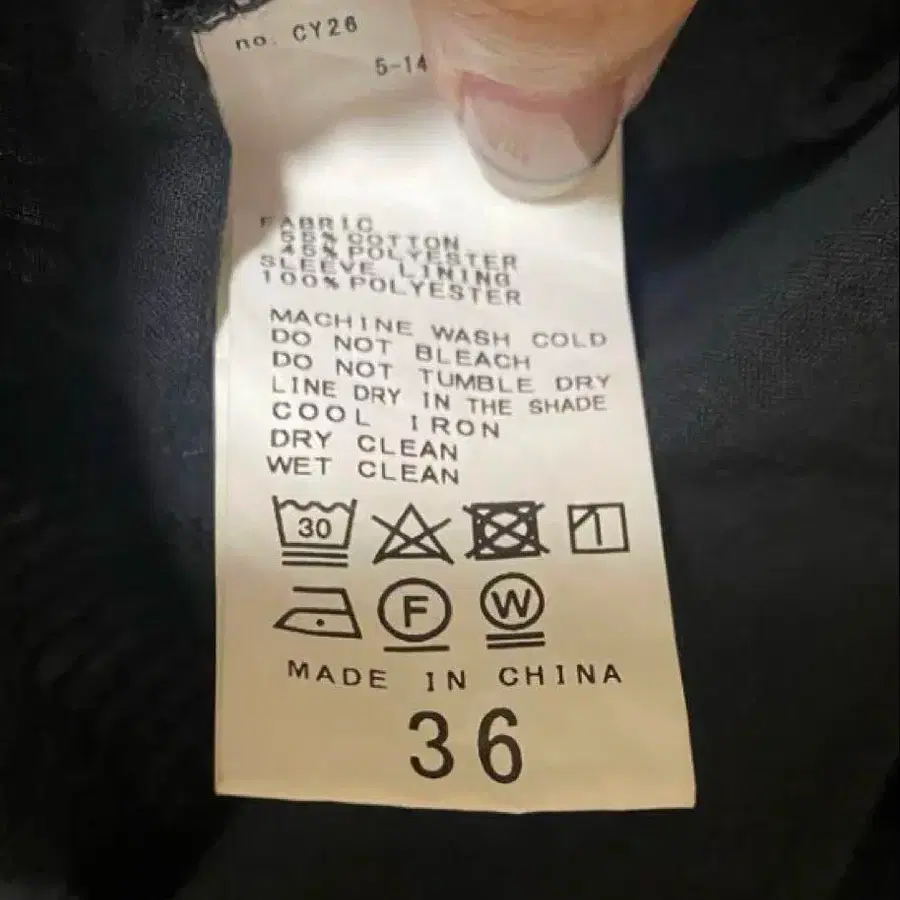 no. CY26
5-14
FABRIC
55%COTTON
45%POLYESTER
SLEEVE LINING
100%POLYESTER
MACHINE WASH COLD
DO NOT BLEACH
DO NOT TUMBLE DRY
LINE DRY IN THE SHADE
COOL IRON
DRY CLEAN
WET CLEAN
30
F
W
MADE IN CHINA
36